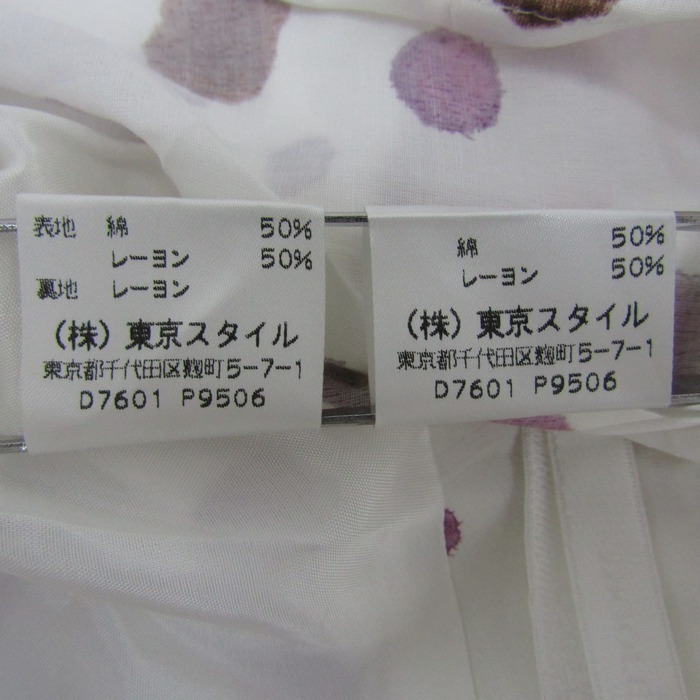 表地 綿 50%
レーヨン 50%
裏地 レーヨン
(株) 東京スタイル
東京都千代田区麹町5-7-1
D7601 P9506
綿 50%
レーヨン 50%
(株) 東京スタイル
東京都千代田区麹町5-7-1
D7601 P9506